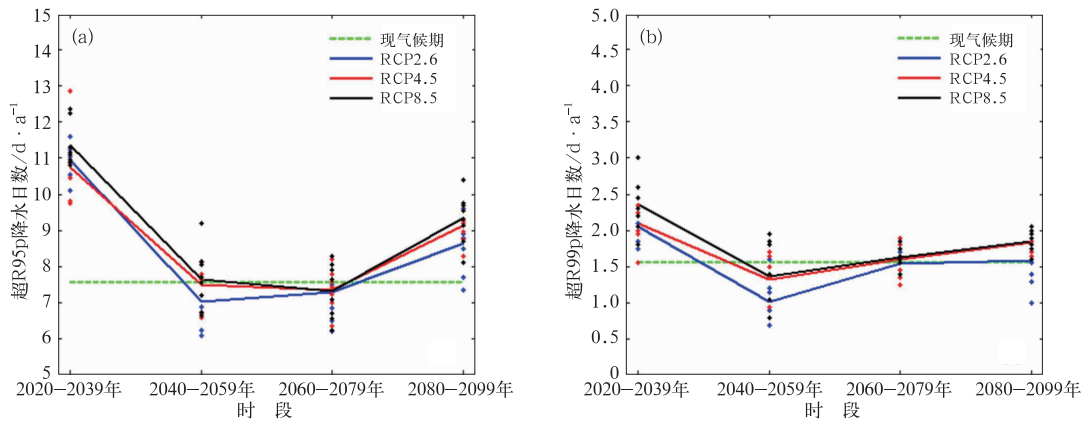 (a)
现气候期
RCP2.6
RCP4.5
RCP8.5
超R95p降水日数/d·a⁻¹
15
14
13
12
11
10
9
8
7
6
5
2020—2039年 2040—2059年 2060—2079年 2080—2099年
时 段
(b)
现气候期
RCP2.6
RCP4.5
RCP8.5
超R99p降水日数/d·a⁻¹
5.0
4.5
4.0
3.5
3.0
2.5
2.0
1.5
1.0
0.5
0
2020—2039年 2040—2059年 2060—2079年 2080—2099年
时 段